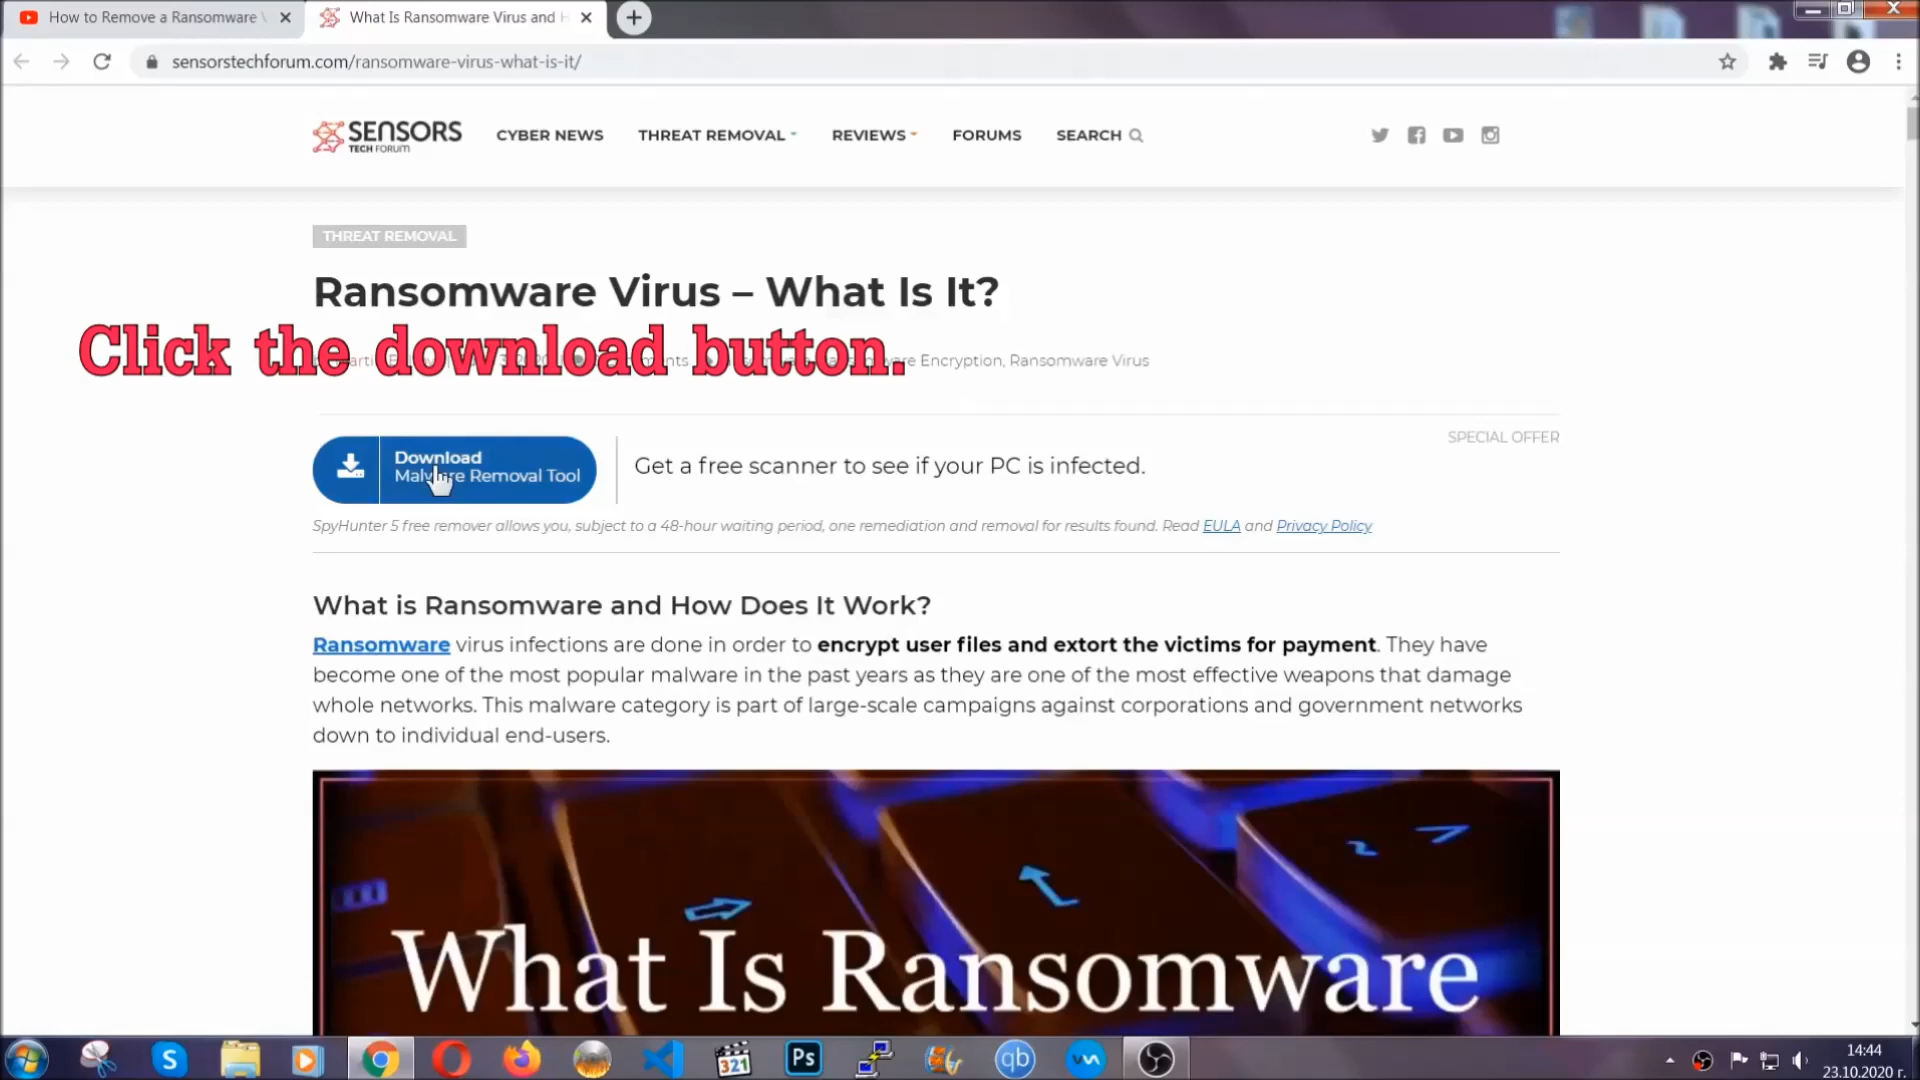 How to Remove a Ransomware
What Is Ransomware Virus and
sensorstechforum.com/ransomware-virus-what-is-it/
SENSORS
TECH FORUM
CYBER NEWS
THREAT REMOVAL
REVIEWS
FORUMS
SEARCH
THREAT REMOVAL
Ransomware Virus – What Is It?
Click the download button.
Encryption, Ransomware Virus
SPECIAL OFFER
Download
Malware Removal Tool
Get a free scanner to see if your PC is infected.
SpyHunter 5 free remover allows you, subject to a 48-hour waiting period, one remediation and removal for results found. Read EULA and Privacy Policy
What is Ransomware and How Does It Work?
Ransomware virus infections are done in order to encrypt user files and extort the victims for payment. They have
become one of the most popular malware in the past years as they are one of the most effective weapons that damage
whole networks. This malware category is part of large-scale campaigns against corporations and government networks
down to individual end-users.
What Is Ransomware
S
321
Ps
qb
14:44
23.10.2020 г.